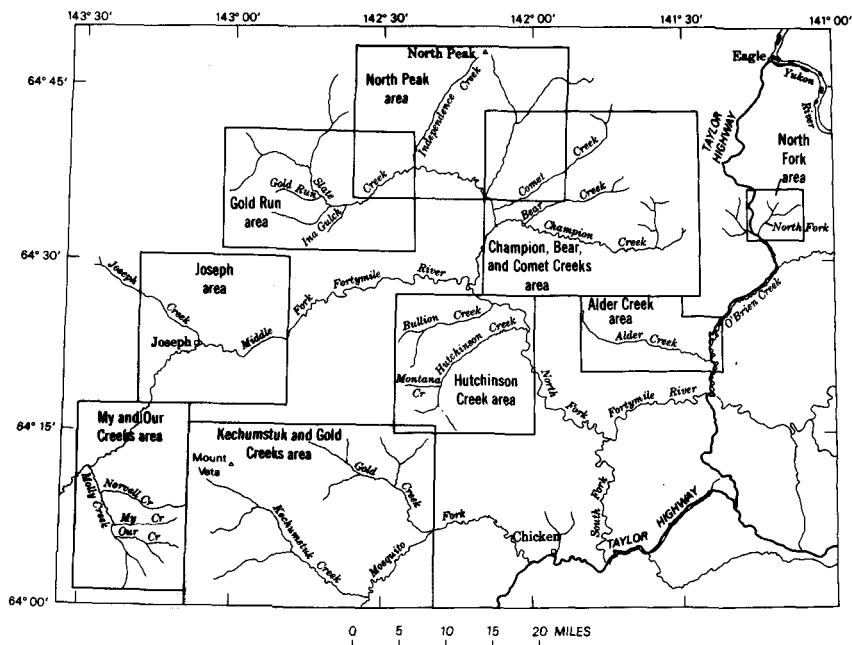 143° 30′
143° 00′
142° 30′
142° 00′
141° 30′
141° 00′
64° 45′
64° 30′
64° 15′
64° 00′
North Peak
North Peak
area
Independence Creek
Eagle
Yukon River
TAYLOR HIGHWAY
North
Fork
area
North Fork
Gold Run
Slate Creek
Ina Gulch
Gold Run
area
Comet Creek
Bear Creek
Champion Creek
Champion, Bear,
and Comet Creeks
area
Joseph
area
Joseph Creek
Joseph
Middle Fork Fortymile River
Bullion Creek
Hutchinson Creek
Montana
Cr
Hutchinson
Creek area
Alder Creek
area
Alder Creek
O'Brien Creek
North Fork
Fortymile River
My and Our
Creeks area
Molly Creek
Norvell Cr
My Cr
Our Cr
Kechumstuk and Gold
Creeks area
Mount
Veta
Gold Creek
Kechumstuk Creek
Mosquito Fork
Chicken
South Fork
TAYLOR HIGHWAY
0 5 10 15 20 MILES